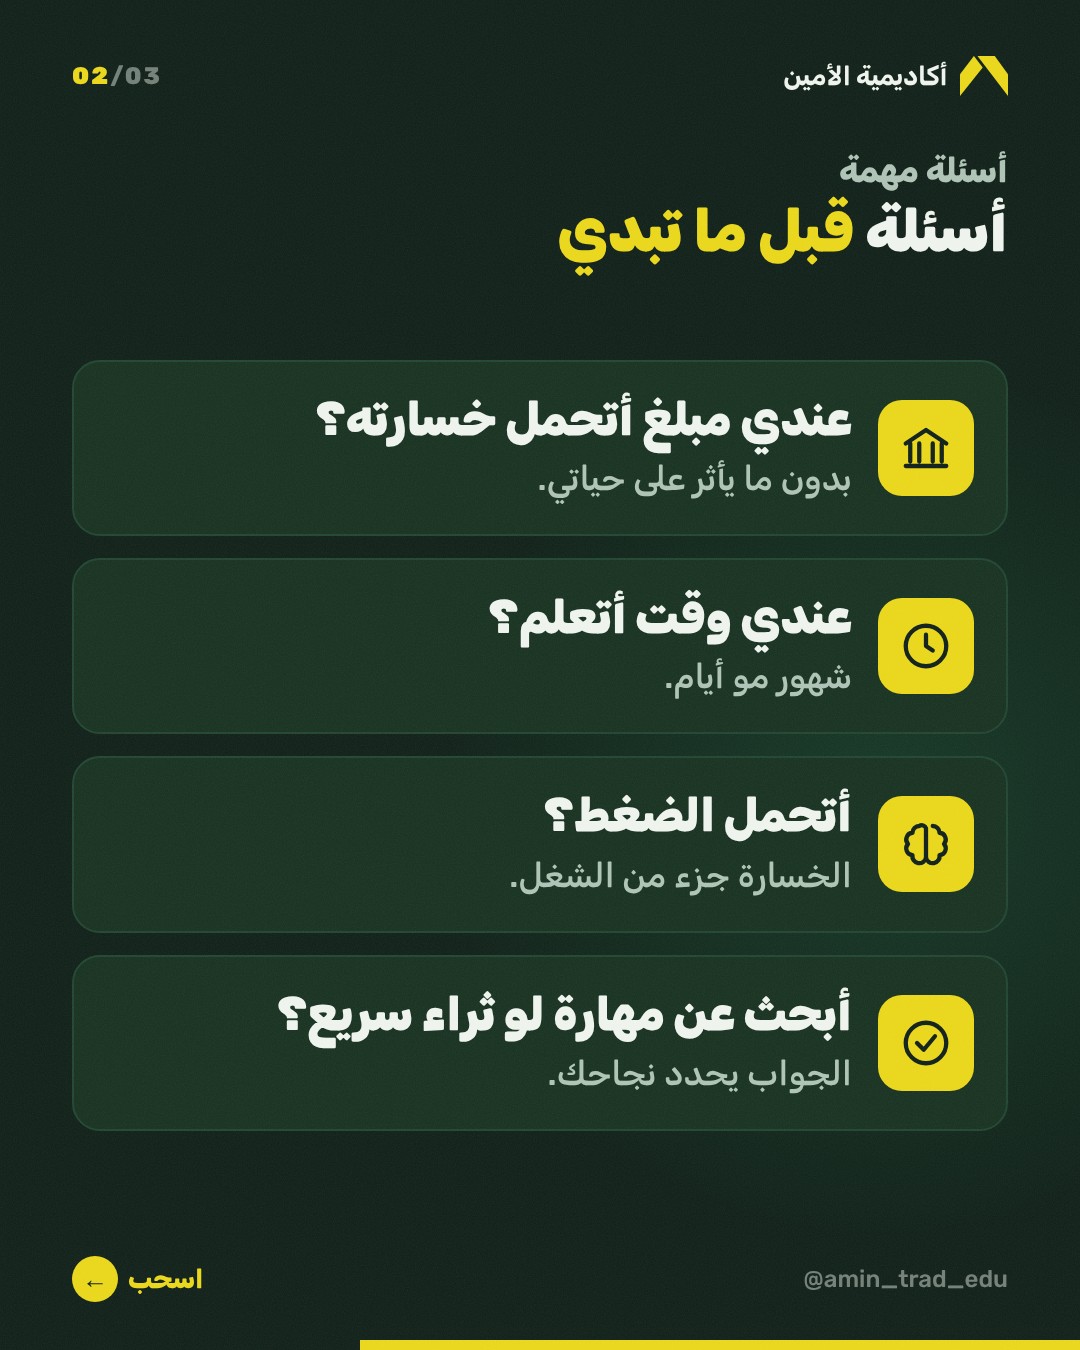 أكاديمية الأمين
02/03
أسئلة مهمة
أسئلة قبل ما تبدي
عندي مبلغ أتحمل خسارته؟
بدون ما يأثر على حياتي.
عندي وقت أتعلم؟
شهور مو أيام.
أتحمل الضغط؟
الخسارة جزء من الشغل.
أبحث عن مهارة لو ثراء سريع؟
الجواب يحدد نجاحك.
@amin_trad_edu
اسحب ←